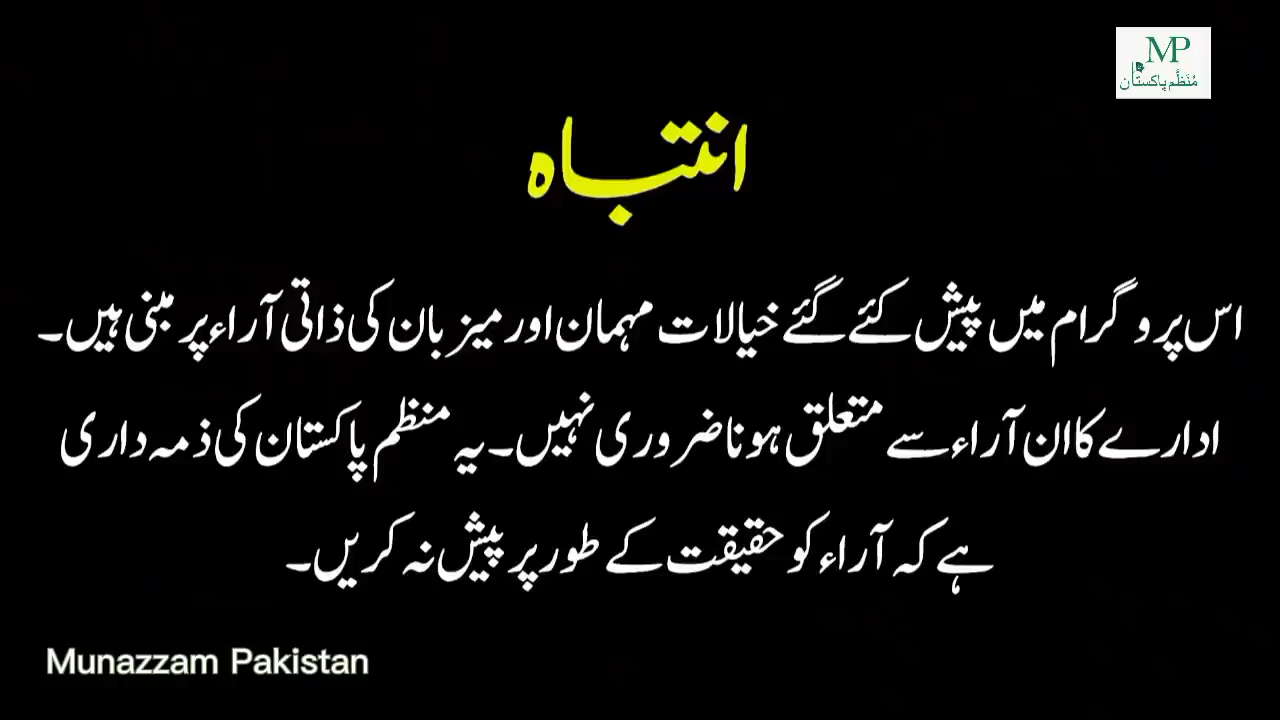 MP
مُنَظَّم پاکستان
انتباہ
اس پروگرام میں پیش کئے گئے خیالات مہمان اور میزبان کی ذاتی آراء پر مبنی ہیں۔
ادارے کا ان آراء سے متعلق ہونا ضروری نہیں۔ یہ منظم پاکستان کی ذمہ داری
ہے کہ آراء کو حقیقت کے طور پر پیش نہ کریں۔
Munazzam Pakistan